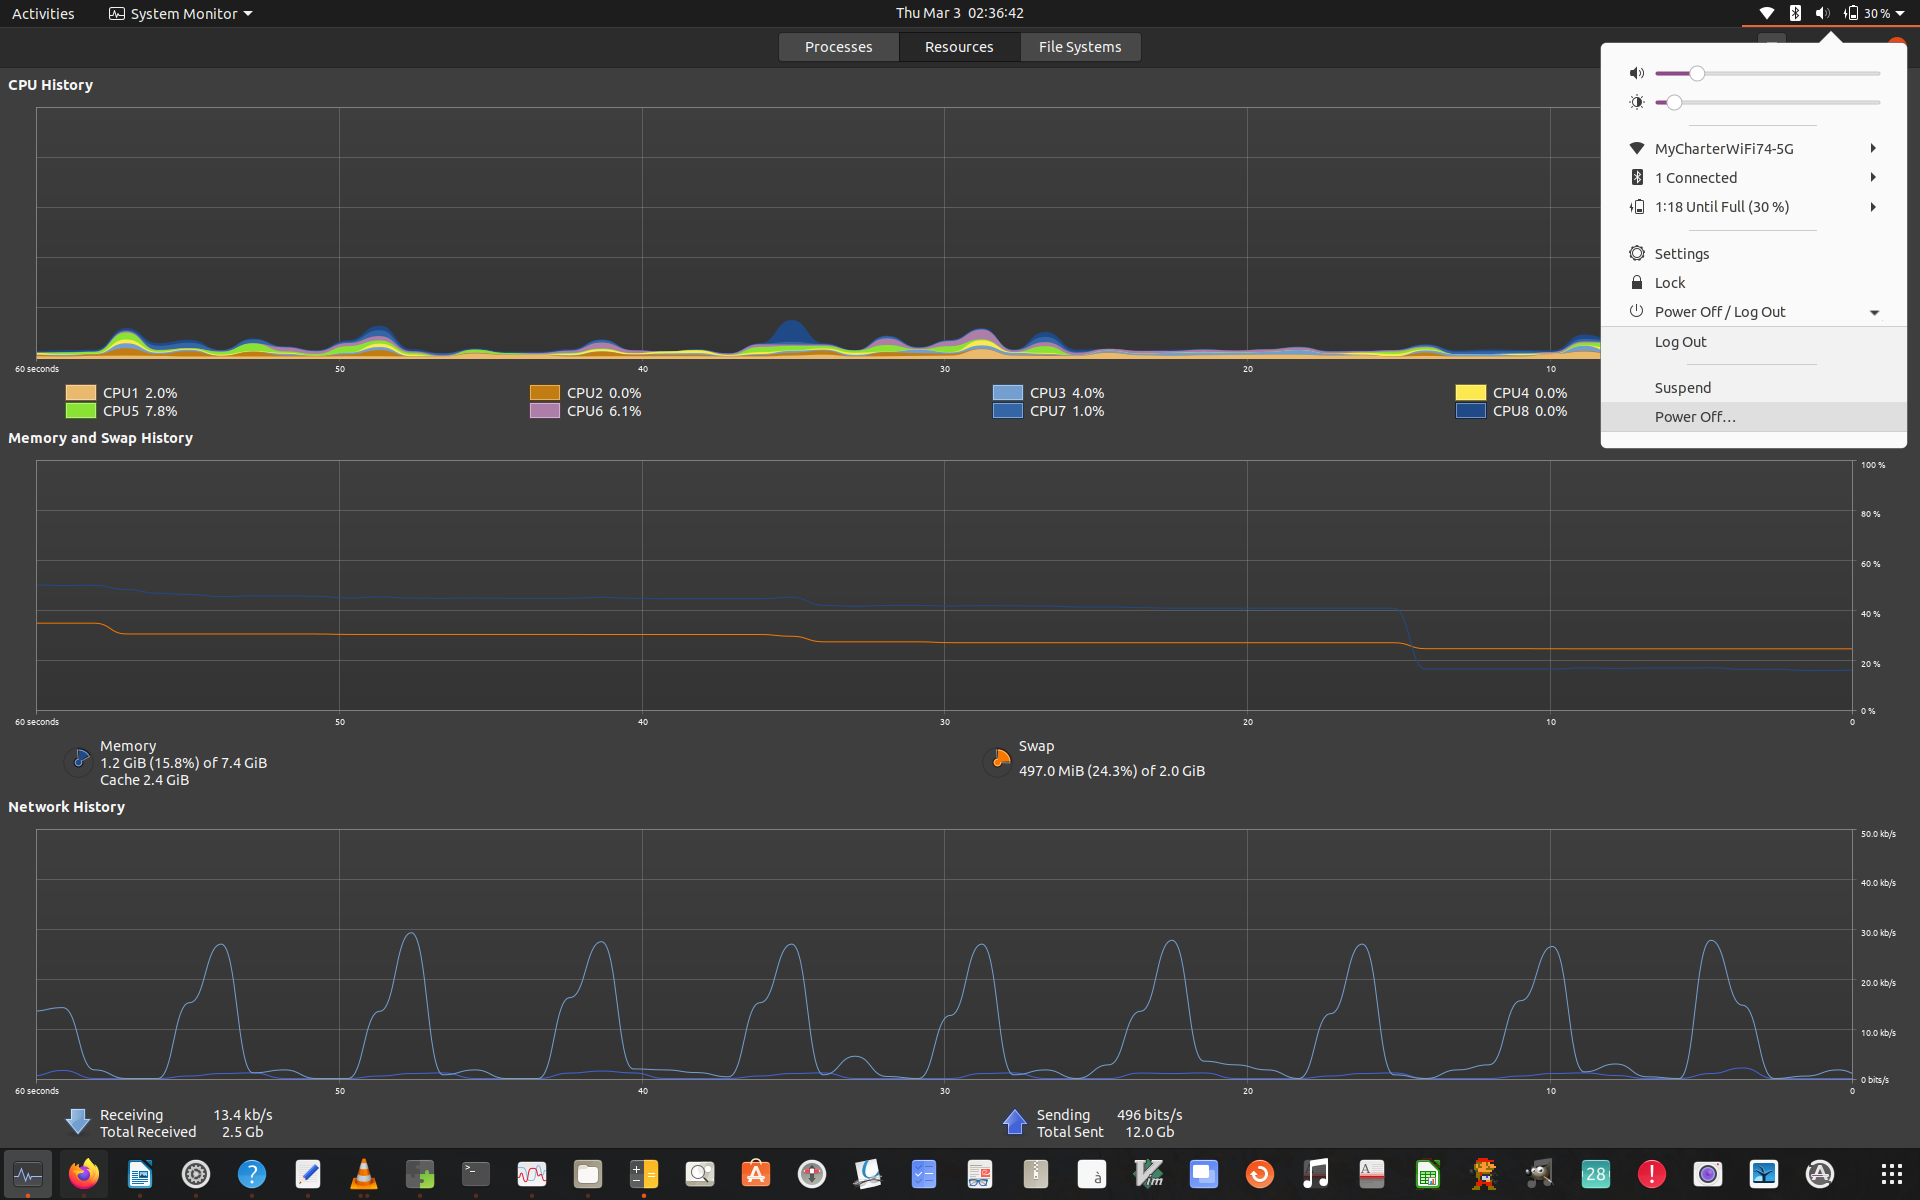 Activities
System Monitor
Thu Mar 3 02:36:42
30 %
Processes
Resources
File Systems
CPU History
60 seconds
50
40
30
20
10
CPU1 2.0%
CPU2 0.0%
CPU3 4.0%
CPU4 0.0%
CPU5 7.8%
CPU6 6.1%
CPU7 1.0%
CPU8 0.0%
MyCharterWiFi74-5G
1 Connected
1:18 Until Full (30 %)
Settings
Lock
Power Off / Log Out
Log Out
Suspend
Power Off...
Memory and Swap History
100 %
80 %
60 %
40 %
20 %
0 %
60 seconds
50
40
30
20
10
0
Memory
1.2 GiB (15.8%) of 7.4 GiB
Cache 2.4 GiB
Swap
497.0 MiB (24.3%) of 2.0 GiB
Network History
50.0 kb/s
40.0 kb/s
30.0 kb/s
20.0 kb/s
10.0 kb/s
0 bits/s
60 seconds
50
40
30
20
10
0
Receiving 13.4 kb/s
Total Received 2.5 Gb
Sending 496 bits/s
Total Sent 12.0 Gb
?
>_
à
Vim
A
28
!